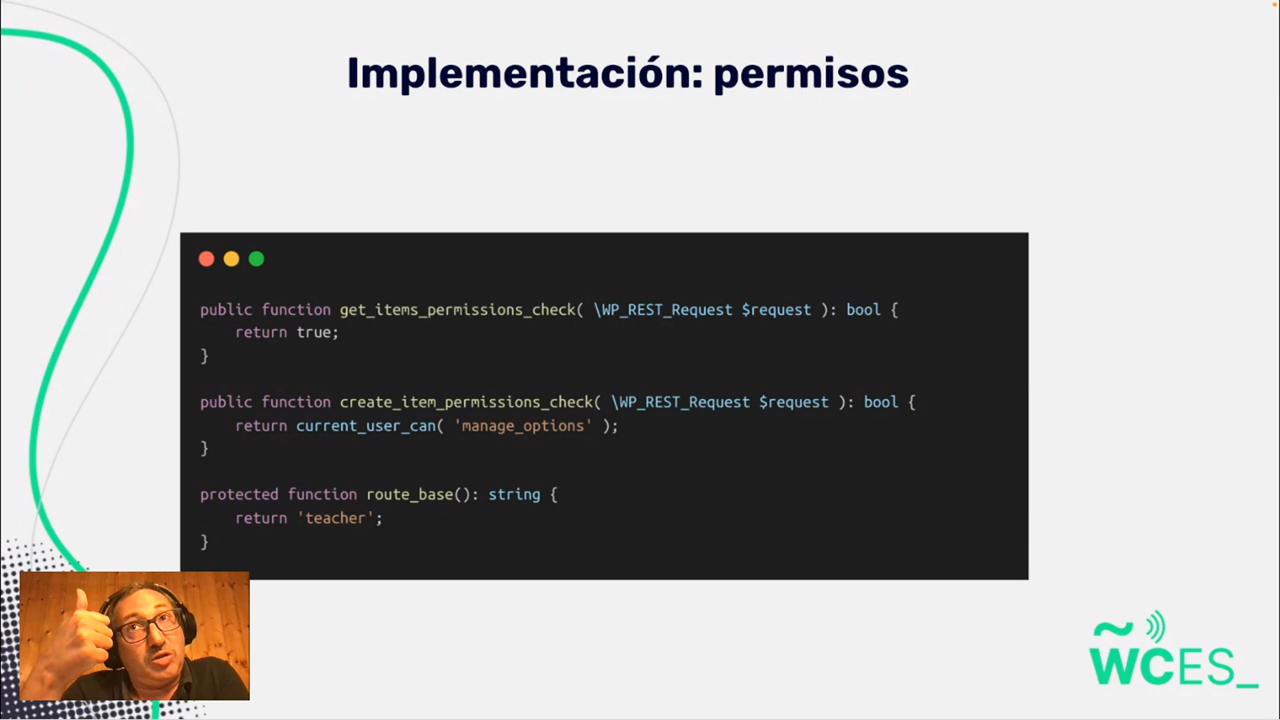 Implementación: permisos
public function get_items_permissions_check( \WP_REST_Request $request ): bool {
    return true;
}
public function create_item_permissions_check( \WP_REST_Request $request ): bool {
    return current_user_can( 'manage_options' );
}
protected function route_base(): string {
    return 'teacher';
}
~
WCES_